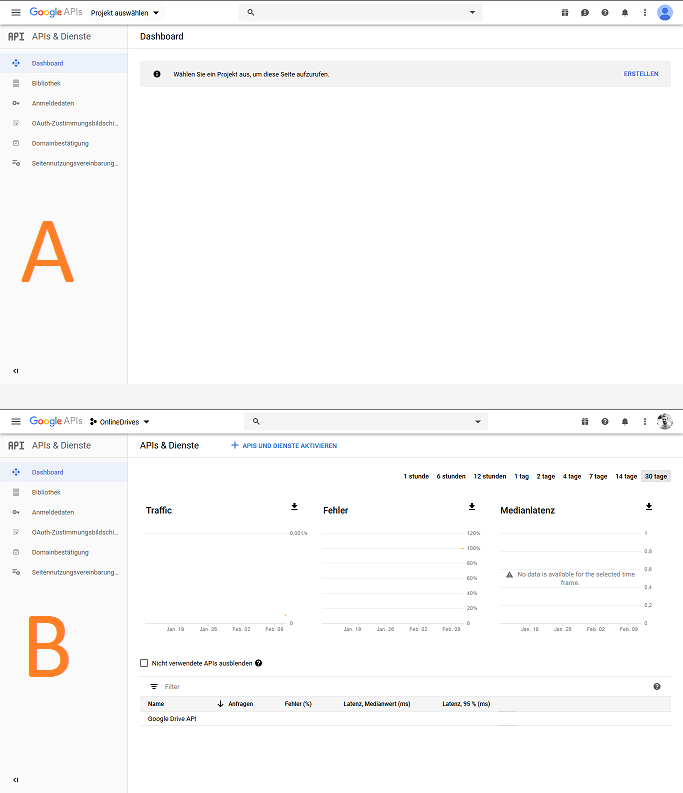 Google APIs Projekt auswählen
API APIs & Dienste Dashboard
Dashboard
Wählen Sie ein Projekt aus, um diese Seite aufzurufen. ERSTELLEN
Bibliothek
Anmeldedaten
OAuth-Zustimmungsbildschi...
Domainbestätigung
Seitennutzungsvereinbarung...
A
Google APIs OnlineDrives
API APIs & Dienste APIs & Dienste + APIS UND DIENSTE AKTIVIEREN
Dashboard
Bibliothek
Anmeldedaten
OAuth-Zustimmungsbildschi...
Domainbestätigung
Seitennutzungsvereinbarung...
B
1 stunde 6 stunden 12 stunden 1 tag 2 tage 4 tage 7 tage 14 tage 30 tage
Traffic
0,001/s
0
Jan. 19 Jan. 26 Feb. 02 Feb. 09
Fehler
120%
100%
80%
60%
40%
20%
0
Jan. 19 Jan. 26 Feb. 02 Feb. 09
Medianlatenz
1
0,8
0,6
0,4
0,2
0
No data is available for the selected time
frame.
Jan. 19 Jan. 26 Feb. 02 Feb. 09
Nicht verwendete APIs ausblenden
Filter
Name Anfragen Fehler (%) Latenz, Medianwert (ms) Latenz, 95 % (ms)
Google Drive API